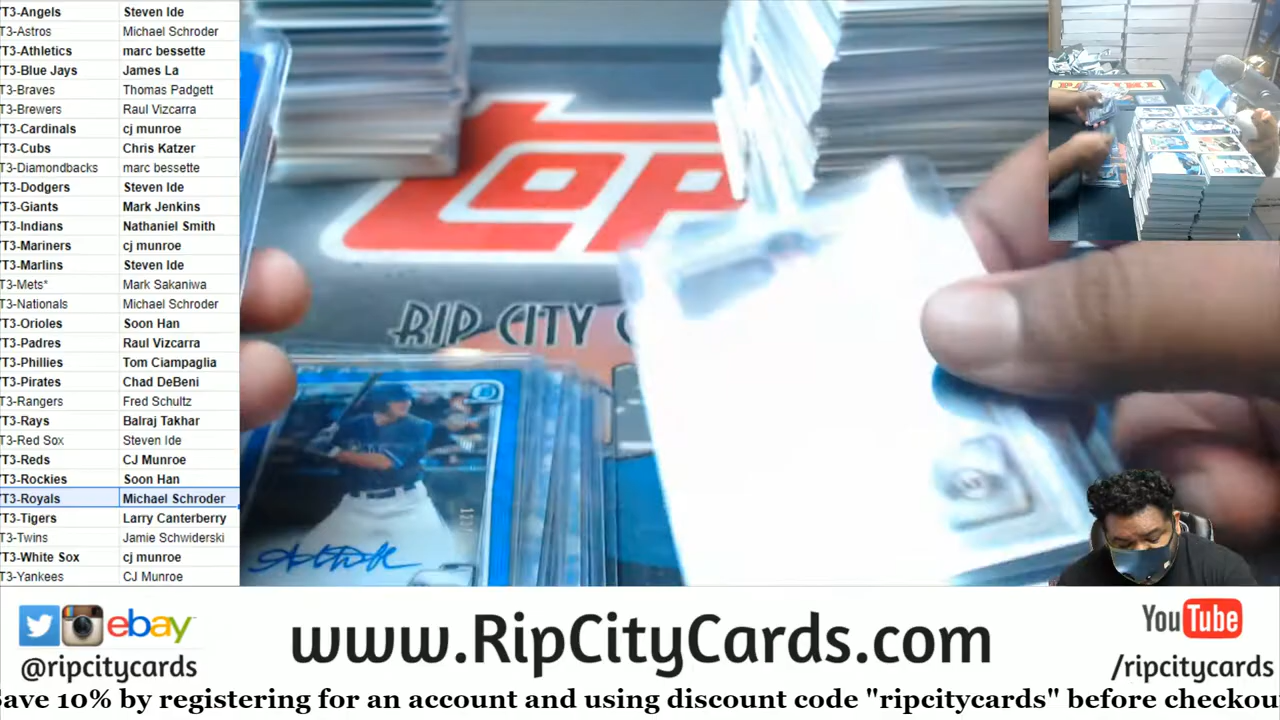 T3-Angels Steven Ide
T3-Astros Michael Schroder
T3-Athletics marc bessette
T3-Blue Jays James La
T3-Braves Thomas Padgett
T3-Brewers Raul Vizcarra
T3-Cardinals cj munroe
T3-Cubs Chris Katzer
T3-Diamondbacks marc bessette
T3-Dodgers Steven Ide
T3-Giants Mark Jenkins
T3-Indians Nathaniel Smith
T3-Mariners cj munroe
T3-Marlins Steven Ide
T3-Mets* Mark Sakaniwa
T3-Nationals Michael Schroder
T3-Orioles Soon Han
T3-Padres Raul Vizcarra
T3-Phillies Tom Ciampaglia
T3-Pirates Chad DeBeni
T3-Rangers Fred Schultz
T3-Rays Balraj Takhar
T3-Red Sox Steven Ide
T3-Reds CJ Munroe
T3-Rockies Soon Han
T3-Royals Michael Schroder
T3-Tigers Larry Canterberry
T3-Twins Jamie Schwiderski
T3-White Sox cj munroe
T3-Yankees CJ Munroe
RIP CITY
PANINI
ebay
@ripcitycards
www.RipCityCards.com
YouTube
/ripcitycards
Save 10% by registering for an account and using discount code "ripcitycards" before checkou